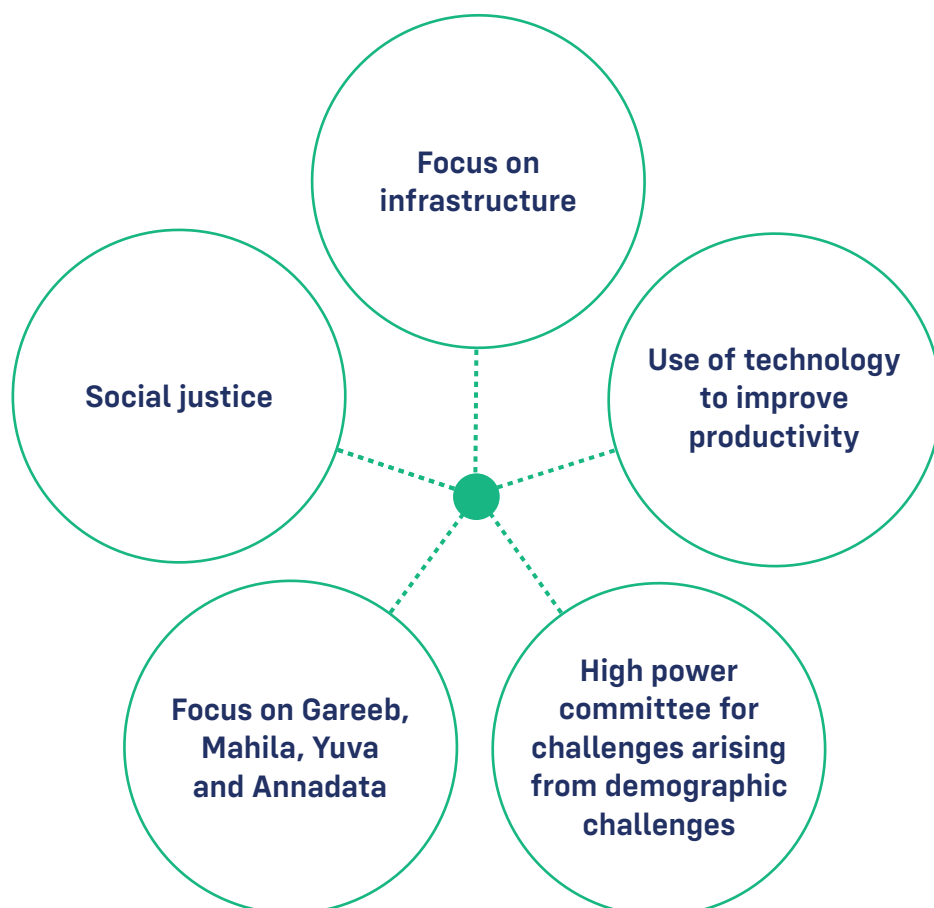 Focus on
infrastructure
Social justice
Use of technology
to improve
productivity
Focus on Gareeb,
Mahila, Yuva
and Annadata
High power
committee for
challenges arising
from demographic
challenges